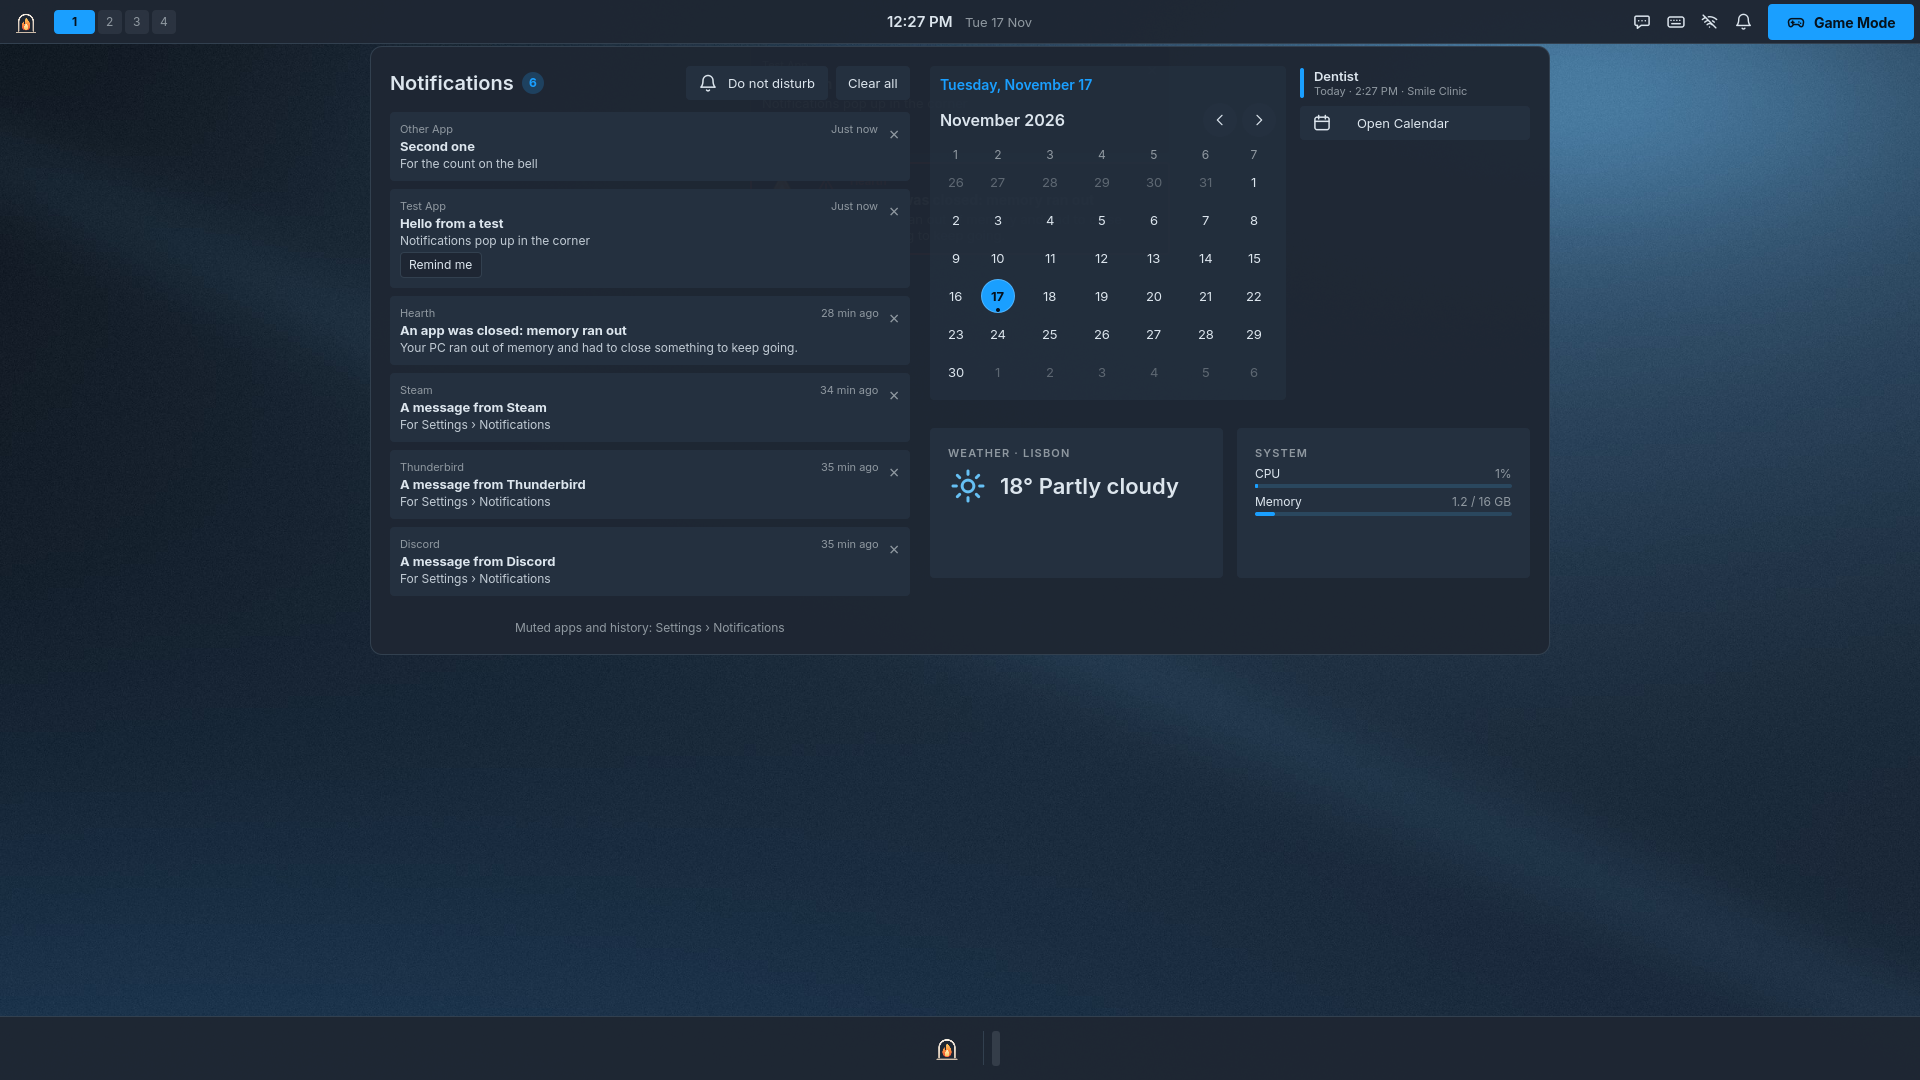 1 2 3 4
12:27 PM Tue 17 Nov
Game Mode
Notifications 6
Do not disturb
Clear all
Other App Just now
Second one
For the count on the bell
Test App Just now
Hello from a test
Notifications pop up in the corner
Remind me
Hearth 28 min ago
An app was closed: memory ran out
Your PC ran out of memory and had to close something to keep going.
Steam 34 min ago
A message from Steam
For Settings › Notifications
Thunderbird 35 min ago
A message from Thunderbird
For Settings › Notifications
Discord 35 min ago
A message from Discord
For Settings › Notifications
Muted apps and history: Settings › Notifications
Tuesday, November 17
November 2026
1 2 3 4 5 6 7
26 27 28 29 30 31 1
2 3 4 5 6 7 8
9 10 11 12 13 14 15
16 17 18 19 20 21 22
23 24 25 26 27 28 29
30 1 2 3 4 5 6
Dentist
Today · 2:27 PM · Smile Clinic
Open Calendar
WEATHER · LISBON
18° Partly cloudy
SYSTEM
CPU 1%
Memory 1.2 / 16 GB